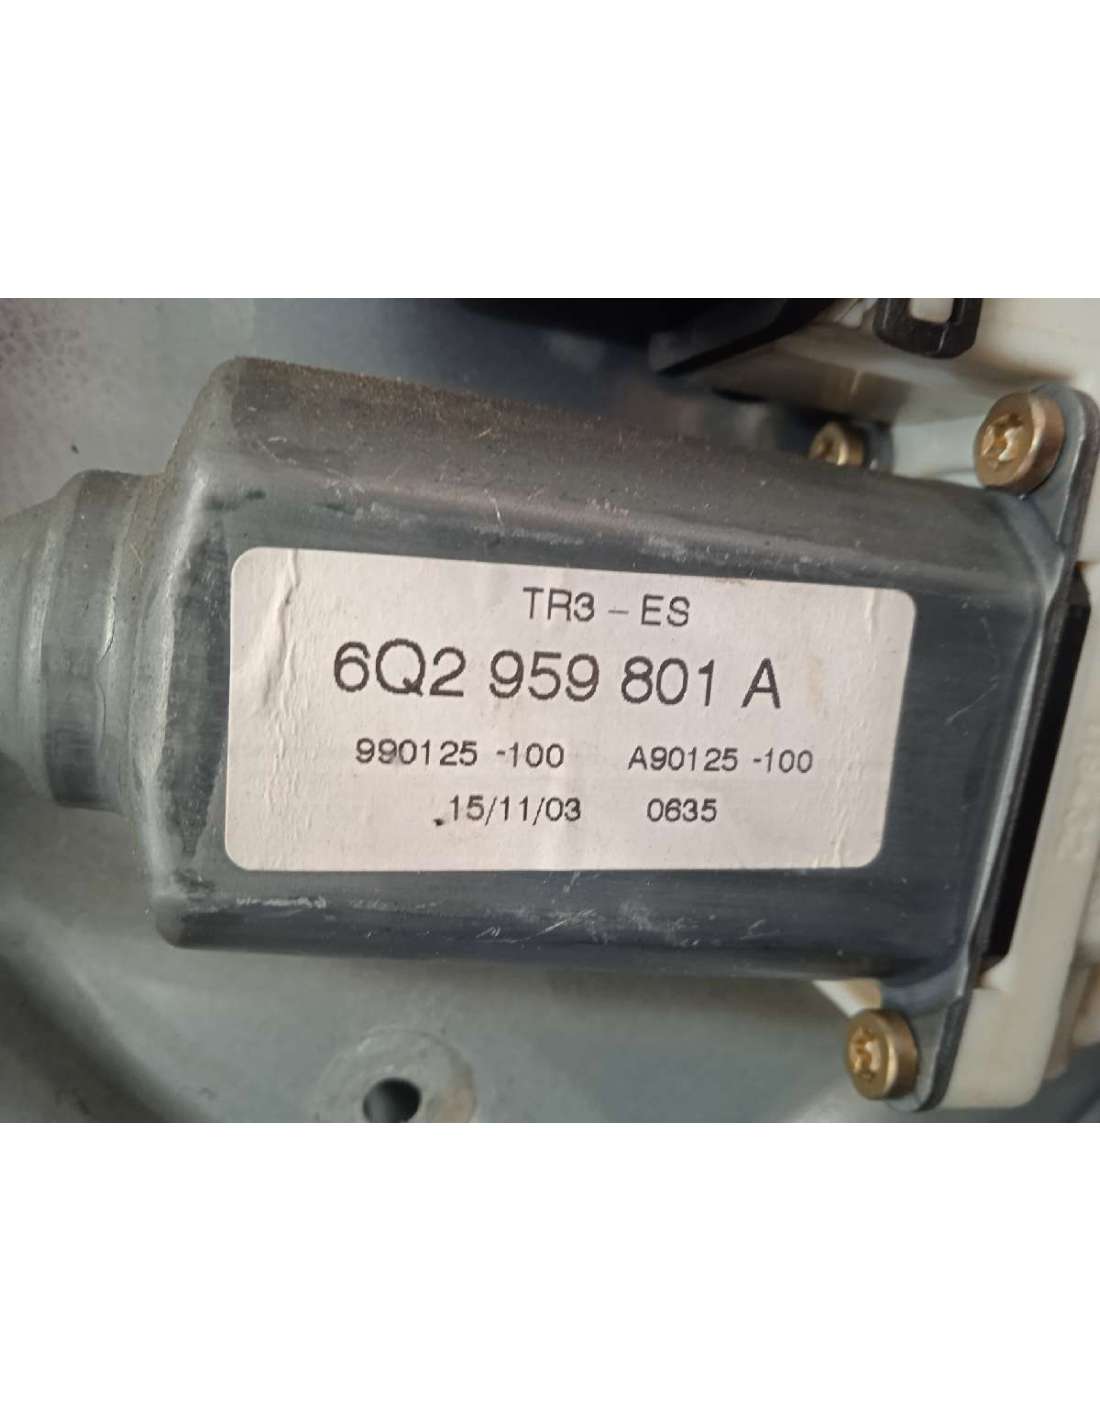 TR3 - ES
6Q2 959 801 A
990125 -100 A90125 -100
.15/11/03 0635